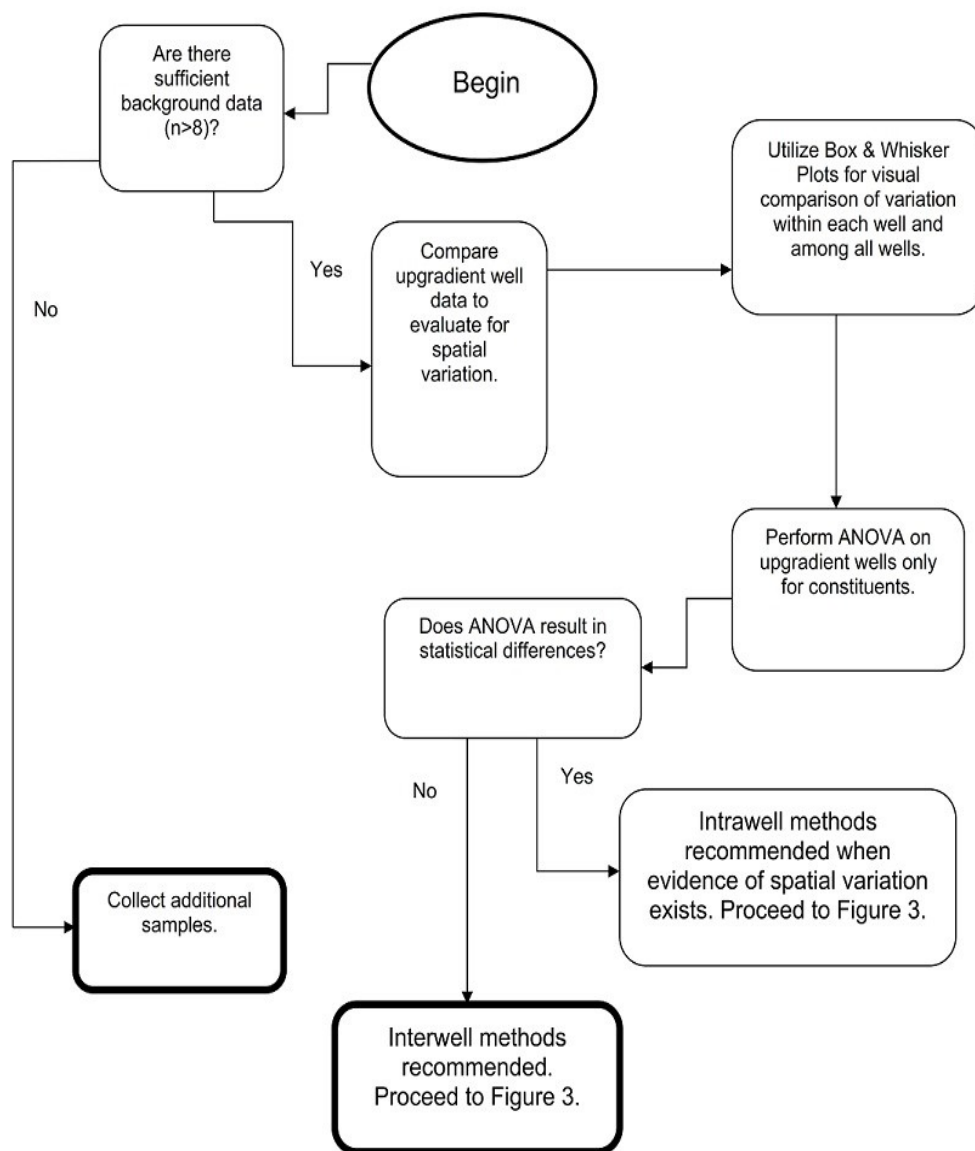 Begin
Are there
sufficient
background data
(n>8)?
No
Yes
Compare
upgradient well
data to
evaluate for
spatial
variation.
Utilize Box & Whisker
Plots for visual
comparison of variation
within each well and
among all wells.
Perform ANOVA on
upgradient wells only
for constituents.
Does ANOVA result in
statistical differences?
No
Yes
Intrawell methods
recommended when
evidence of spatial variation
exists. Proceed to Figure 3.
Collect additional
samples.
Interwell methods
recommended.
Proceed to Figure 3.